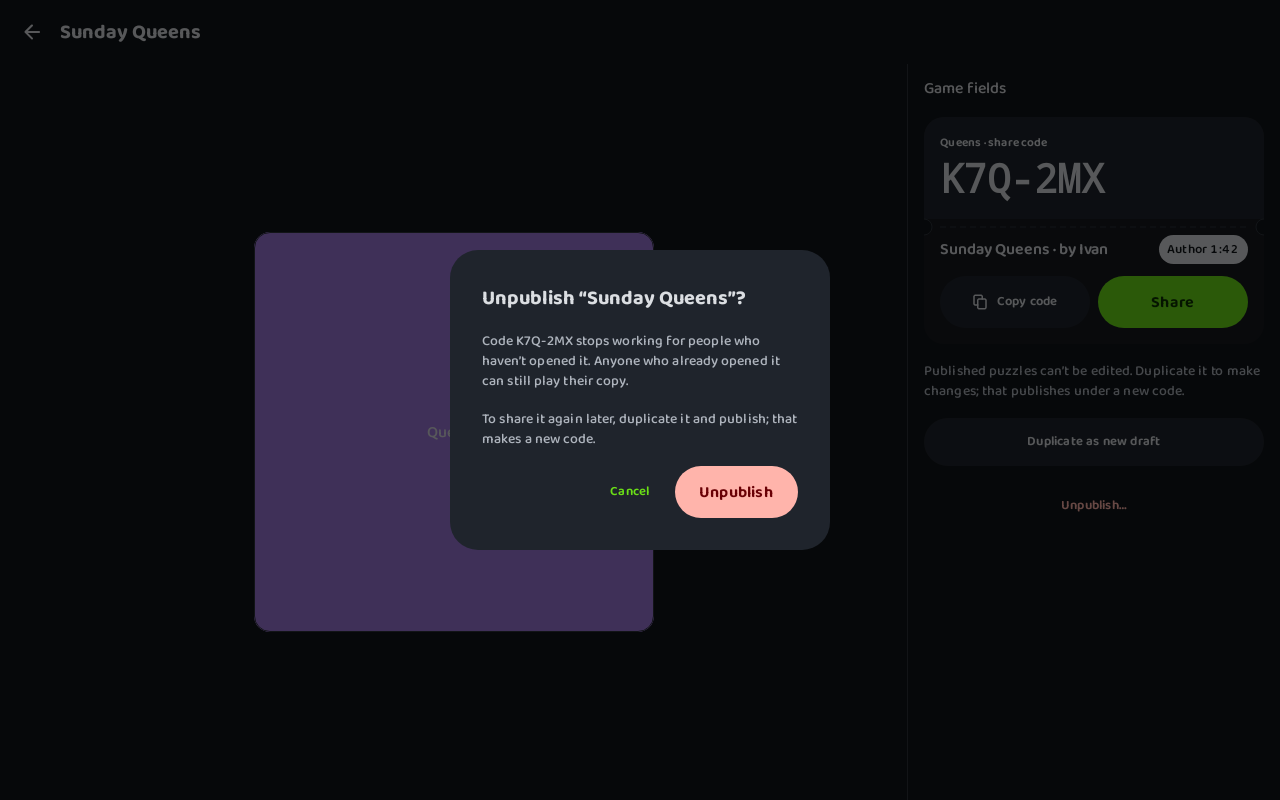 Sunday Queens
Game fields
Queens · share code
K7Q-2MX
Sunday Queens · by Ivan
Author 1:42
Copy code
Share
Published puzzles can't be edited. Duplicate it to make
changes; that publishes under a new code.
Duplicate as new draft
Unpublish…
Unpublish “Sunday Queens”?
Code K7Q-2MX stops working for people who
haven't opened it. Anyone who already opened it
can still play their copy.
To share it again later, duplicate it and publish; that
makes a new code.
Cancel
Unpublish